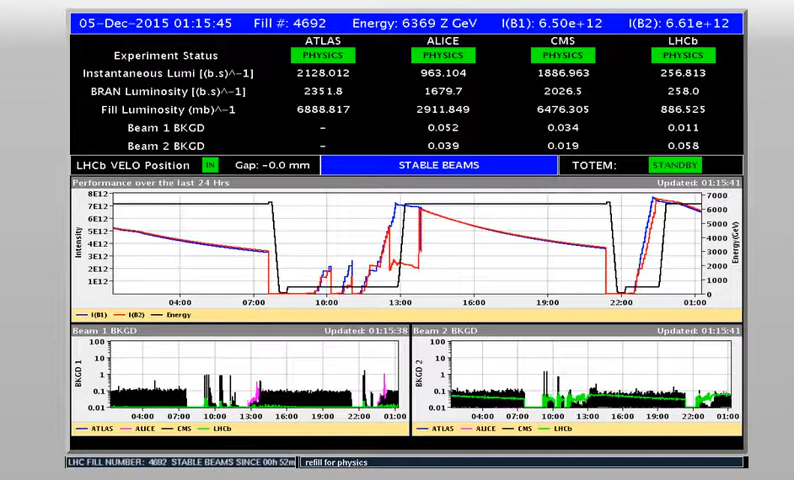 05-Dec-2015 01:15:45 Fill #: 4692 Energy: 6369 Z GeV I(B1): 6.50e+12 I(B2): 6.61e+12
ATLAS ALICE CMS LHCb
Experiment Status PHYSICS PHYSICS PHYSICS PHYSICS
Instantaneous Lumi [(b.s)^-1] 2128.012 963.104 1886.963 256.813
BRAN Luminosity [(b.s)^-1] 2351.8 1679.7 2026.5 258.0
Fill Luminosity (mb)^-1 6888.817 2911.849 6476.305 886.525
Beam 1 BKGD - 0.052 0.034 0.011
Beam 2 BKGD - 0.039 0.019 0.058
LHCb VELO Position IN Gap: -0.0 mm STABLE BEAMS TOTEM: STANDBY
Performance over the last 24 Hrs Updated: 01:15:41
8E12 7000
7E12 6000
6E12 5000
5E12 4000
4E12 3000
3E12 2000
2E12 1000
1E12 0
Intensity
Energy(GeV)
04:00 07:00 10:00 13:00 16:00 19:00 22:00 01:00
I(B1) I(B2) Energy
Beam 1 BKGD Updated: 01:15:38 Beam 2 BKGD Updated: 01:15:41
100 100
10 10
1 1
0.1 0.1
0.01 0.01
BKGD 1 BKGD 2
04:00 07:00 10:00 13:00 16:00 19:00 22:00 01:00 04:00 07:00 10:00 13:00 16:00 19:00 22:00 01:00
ATLAS ALICE CMS LHCb ATLAS ALICE CMS LHCb
LHC FILL NUMBER: 4692 STABLE BEAMS SINCE 00h 52m refill for physics